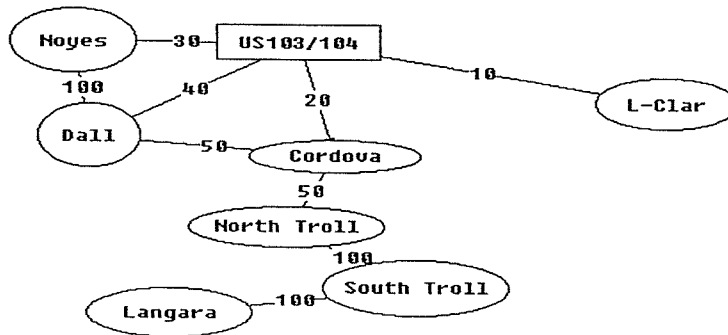 Noyes
30
US103/104
100
40
10
20
L-Clar
Dall
50
Cordova
50
North Troll
100
South Troll
Langara
100